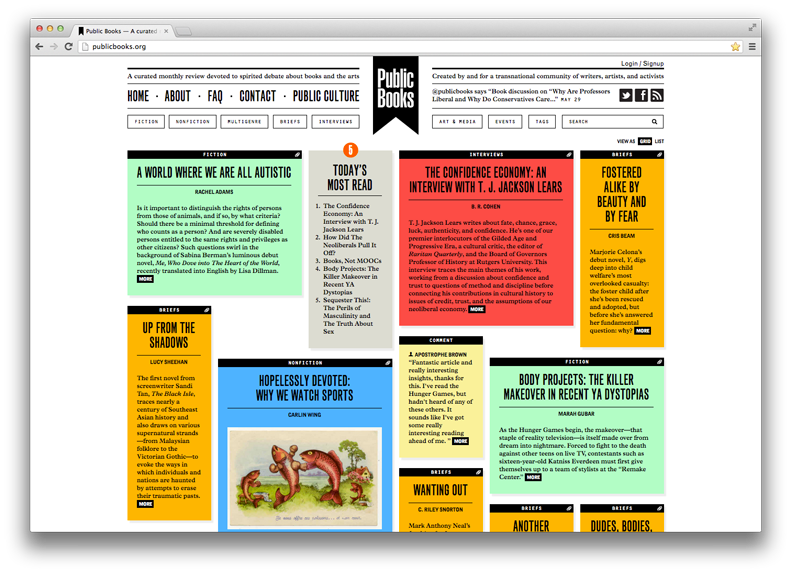 Public Books — A curated
publicbooks.org
Login / Signup
A curated monthly review devoted to spirited debate about books and the arts
Public
Books
Created by and for a transnational community of writers, artists, and activists
HOME · ABOUT · FAQ · CONTACT · PUBLIC CULTURE
@publicbooks says “Book discussion on “Why Are Professors
Liberal and Why Do Conservatives Care...” MAY 29
FICTION
NONFICTION
MULTIGENRE
BRIEFS
INTERVIEWS
ART & MEDIA
EVENTS
TAGS
SEARCH
VIEW AS GRID LIST
FICTION
A WORLD WHERE WE ARE ALL AUTISTIC
RACHEL ADAMS
Is it important to distinguish the rights of persons
from those of animals, and if so, by what criteria?
Should there be a minimal threshold for defining
who counts as a person? And are severely disabled
persons entitled to the same rights and privileges as
other citizens? Such questions swirl in the
background of Sabina Berman’s luminous debut
novel, Me, Who Dove into The Heart of the World,
recently translated into English by Lisa Dillman.
MORE
5
TODAY’S
MOST READ
1. The Confidence
Economy: An
Interview with T. J.
Jackson Lears
2. How Did The
Neoliberals Pull It
Off?
3. Books, Not MOOCs
4. Body Projects: The
Killer Makeover in
Recent YA
Dystopias
5. Sequester This!:
The Perils of
Masculinity and
The Truth About
Sex
INTERVIEWS
THE CONFIDENCE ECONOMY: AN
INTERVIEW WITH T. J. JACKSON LEARS
B. R. COHEN
T. J. Jackson Lears writes about fate, chance, grace,
luck, authenticity, and confidence. He’s one of our
premier interlocutors of the Gilded Age and
Progressive Era, a cultural critic, the editor of
Raritan Quarterly, and the Board of Governors
Professor of History at Rutgers University. This
interview traces the main themes of his work,
working from a discussion about confidence and
trust to questions of method and discipline before
connecting his contributions in cultural history to
issues of credit, trust, and the assumptions of our
neoliberal economy. MORE
BRIEFS
FOSTERED
ALIKE BY
BEAUTY AND
BY FEAR
CRIS BEAM
Marjorie Celona’s
debut novel, Y, digs
deep into child
welfare’s most
overlooked casualty:
the foster child after
she’s been rescued
and adopted, but
before she’s answered
her fundamental
question: why? MORE
BRIEFS
UP FROM THE
SHADOWS
LUCY SHEEHAN
The first novel from
screenwriter Sandi
Tan, The Black Isle,
traces nearly a
century of Southeast
Asian history and
also draws on various
supernatural strands
—from Malaysian
folklore to the
Victorian Gothic—to
evoke the ways in
which individuals and
nations are haunted
by attempts to erase
their traumatic pasts.
MORE
NONFICTION
HOPELESSLY DEVOTED:
WHY WE WATCH SPORTS
CARLIN WING
COMMENT
APOSTROPHE BROWN
“Fantastic article and
really interesting
insights, thanks for
this. I’ve read the
Hunger Games, but
hadn’t heard of any
of these others. It
sounds like I’ve got
some really
interesting reading
ahead of me. ” MORE
FICTION
BODY PROJECTS: THE KILLER
MAKEOVER IN RECENT YA DYSTOPIAS
MARAH GUBAR
As the Hunger Games begin, the makeover—that
staple of reality television—is itself made over from
dream into nightmare. Forced to fight to the death
against other teens on live TV, contestants such as
sixteen-year-old Katniss Everdeen must first give
themselves up to a team of stylists at the “Remake
Center.” MORE
BRIEFS
WANTING OUT
C. RILEY SNORTON
Mark Anthony Neal’s
BRIEFS
ANOTHER
BRIEFS
DUDES, BODIES,